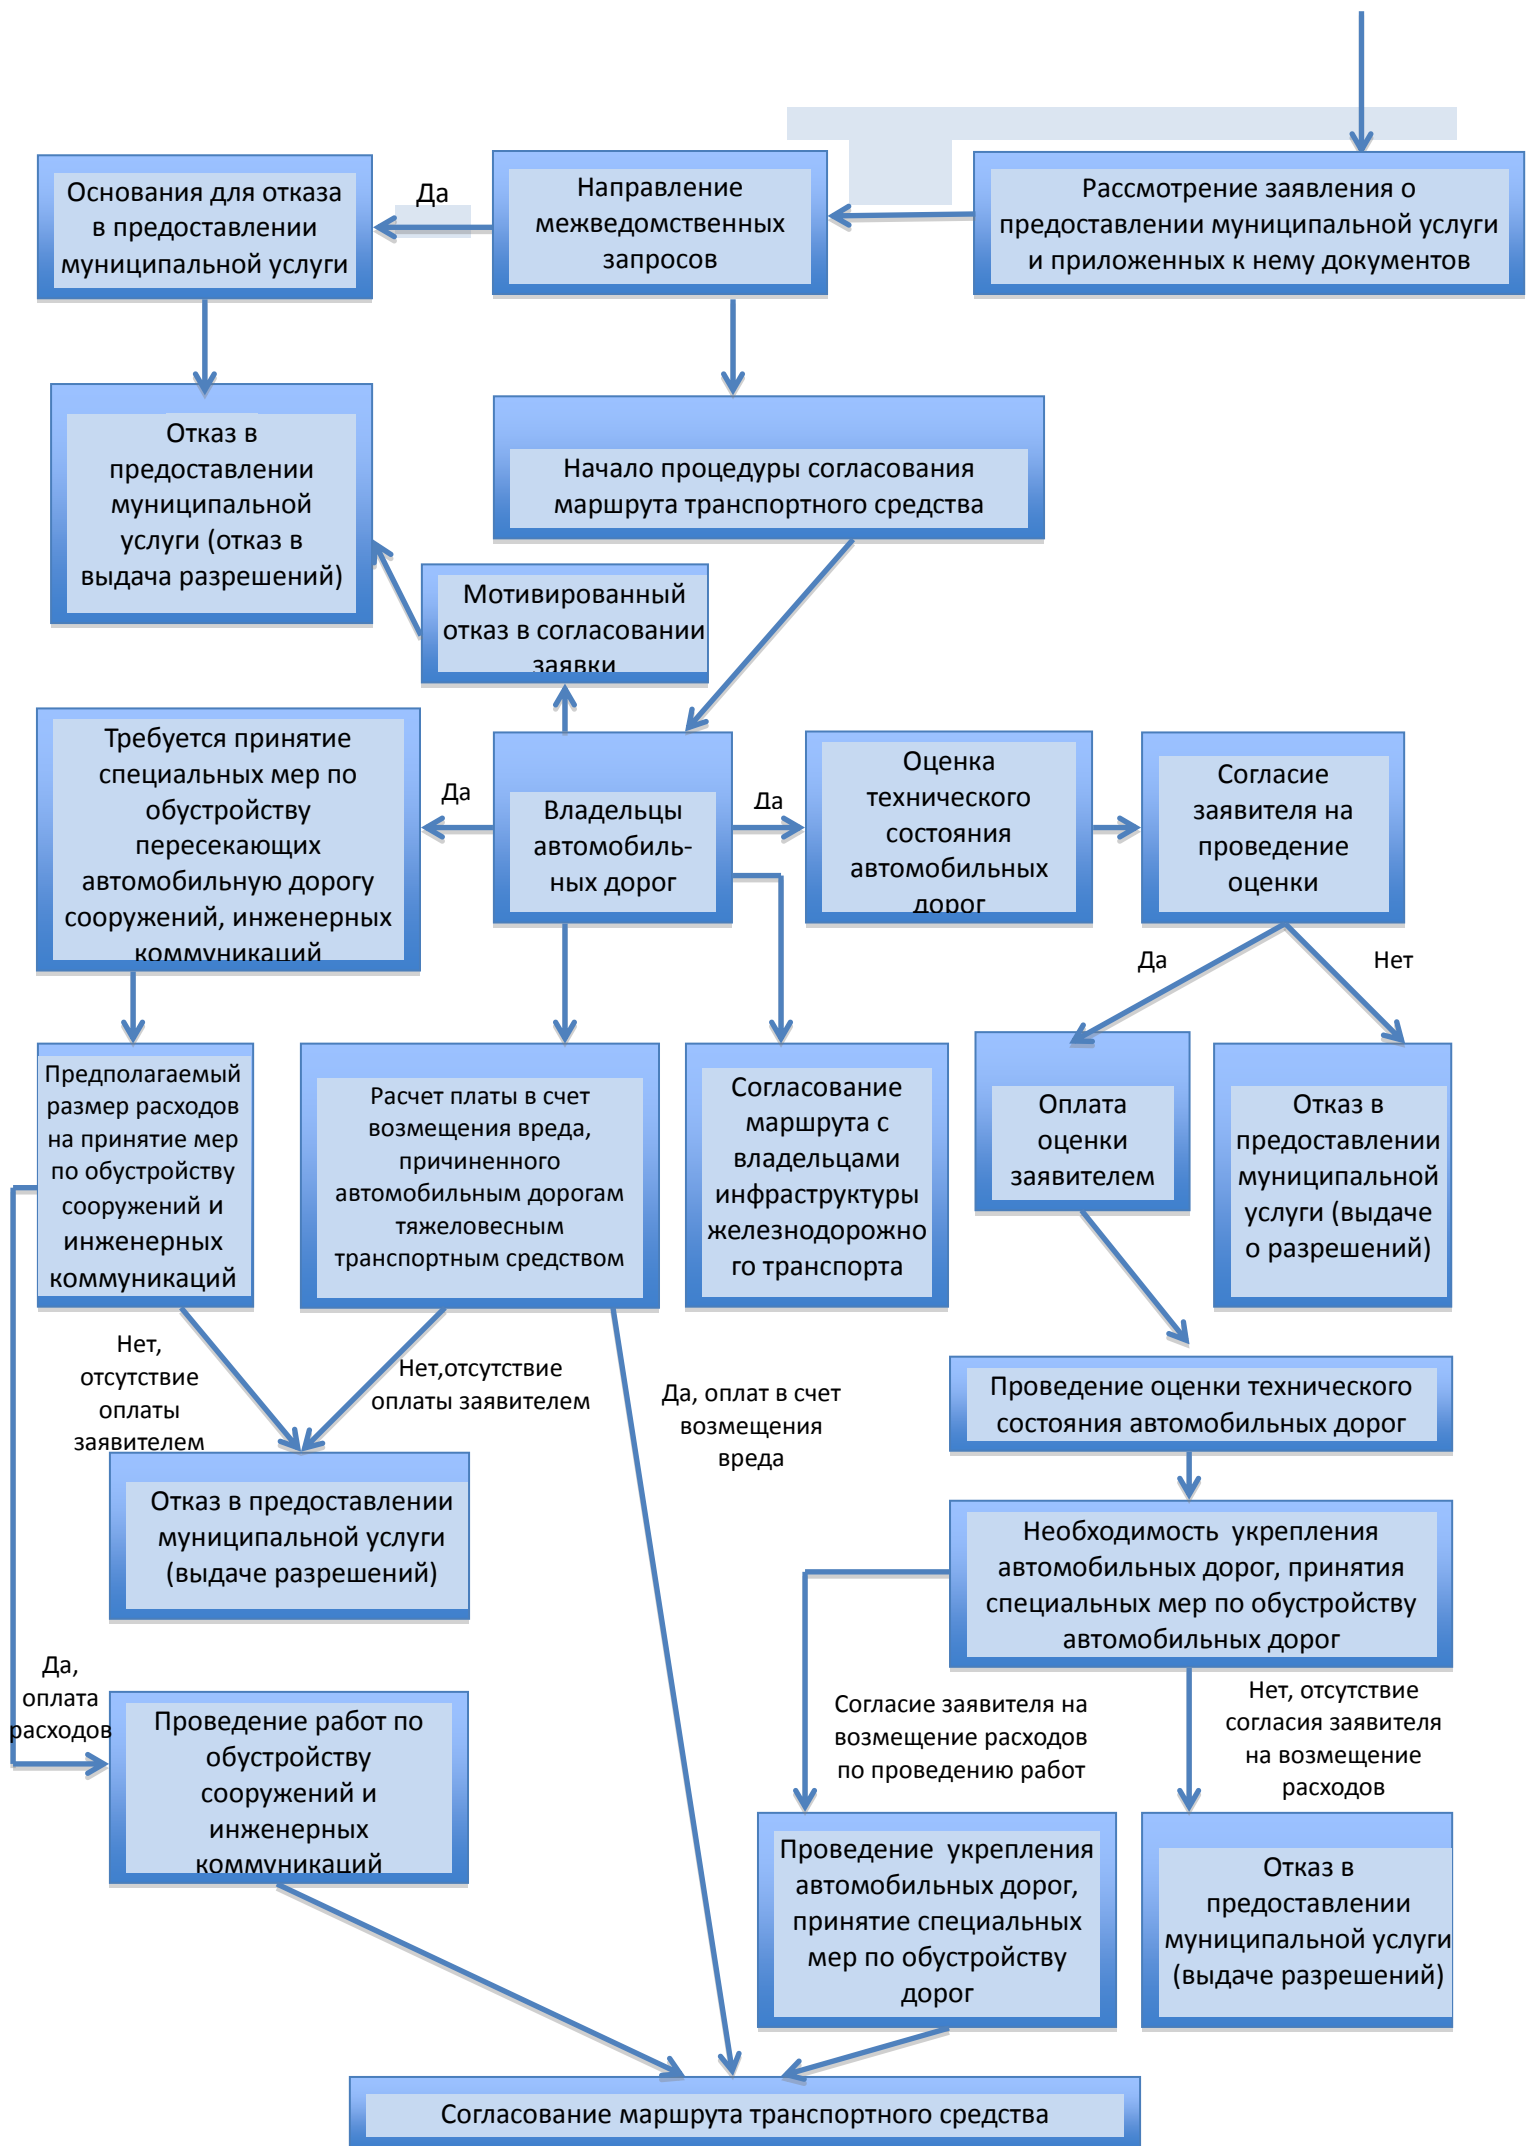 Основания для отказа
в предоставлении
муниципальной услуги
Да
Направление
межведомственных
запросов
Рассмотрение заявления о
предоставлении муниципальной услуги
и приложенных к нему документов
Отказ в
предоставлении
муниципальной
услуги (отказ в
выдача разрешений)
Начало процедуры согласования
маршрута транспортного средства
Мотивированный
отказ в согласовании
заявки
Требуется принятие
специальных мер по
обустройству
пересекающих
автомобильную дорогу
сооружений, инженерных
коммуникаций
Да
Владельцы
автомобиль-
ных дорог
Да
Оценка
технического
состояния
автомобильных
дорог
Согласие
заявителя на
проведение
оценки
Да
Нет
Предполагаемый
размер расходов
на принятие мер
по обустройству
сооружений и
инженерных
коммуникаций
Расчет платы в счет
возмещения вреда,
причиненного
автомобильным дорогам
тяжеловесным
транспортным средством
Согласование
маршрута с
владельцами
инфраструктуры
железнодорожно
го транспорта
Оплата
оценки
заявителем
Отказ в
предоставлении
муниципальной
услуги (выдаче
о разрешений)
Нет,
отсутствие
оплаты
заявителем
Нет,отсутствие
оплаты заявителем
Да, оплат в счет
возмещения
вреда
Проведение оценки технического
состояния автомобильных дорог
Отказ в предоставлении
муниципальной услуги
(выдаче разрешений)
Необходимость укрепления
автомобильных дорог, принятия
специальных мер по обустройству
автомобильных дорог
Да,
оплата
расходов
Проведение работ по
обустройству
сооружений и
инженерных
коммуникаций
Согласие заявителя на
возмещение расходов
по проведению работ
Нет, отсутствие
согласия заявителя
на возмещение
расходов
Проведение укрепления
автомобильных дорог,
принятие специальных
мер по обустройству
дорог
Отказ в
предоставлении
муниципальной услуги
(выдаче разрешений)
Согласование маршрута транспортного средства